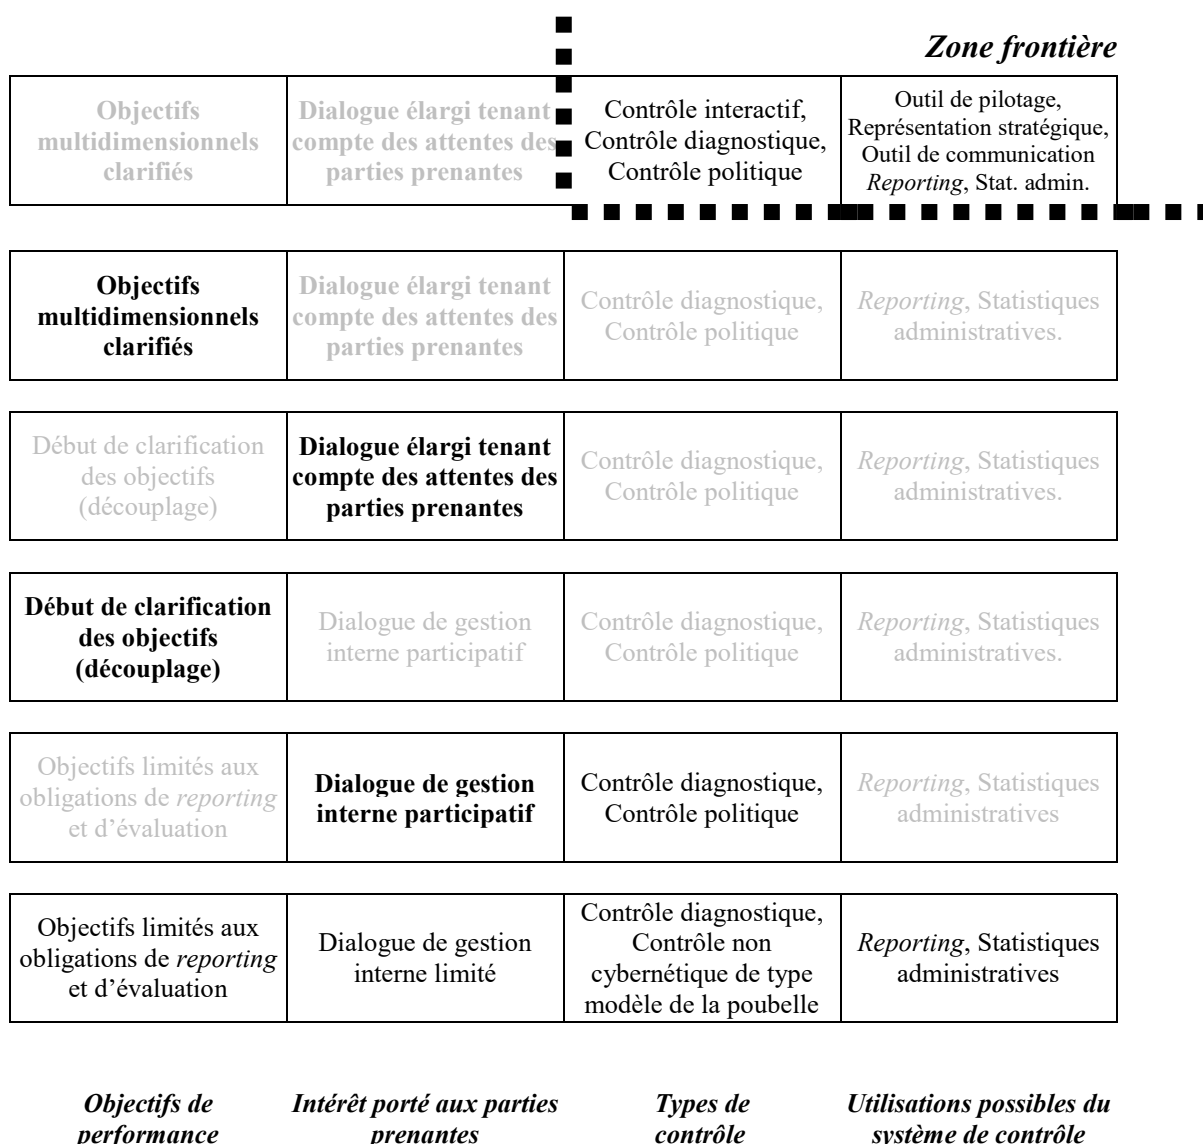 Zone frontière
Objectifs
multidimensionnels
clarifiés
Dialogue élargi tenant
compte des attentes des
parties prenantes
Contrôle interactif,
Contrôle diagnostique,
Contrôle politique
Outil de pilotage,
Représentation stratégique,
Outil de communication
Reporting, Stat. admin.
Objectifs
multidimensionnels
clarifiés
Dialogue élargi tenant
compte des attentes des
parties prenantes
Contrôle diagnostique,
Contrôle politique
Reporting, Statistiques
administratives.
Début de clarification
des objectifs
(découplage)
Dialogue élargi tenant
compte des attentes des
parties prenantes
Contrôle diagnostique,
Contrôle politique
Reporting, Statistiques
administratives.
Début de clarification
des objectifs
(découplage)
Dialogue de gestion
interne participatif
Contrôle diagnostique,
Contrôle politique
Reporting, Statistiques
administratives.
Objectifs limités aux
obligations de reporting
et d’évaluation
Dialogue de gestion
interne participatif
Contrôle diagnostique,
Contrôle politique
Reporting, Statistiques
administratives
Objectifs limités aux
obligations de reporting
et d’évaluation
Dialogue de gestion
interne limité
Contrôle diagnostique,
Contrôle non
cybernétique de type
modèle de la poubelle
Reporting, Statistiques
administratives
Objectifs de
performance
Intérêt porté aux parties
prenantes
Types de
contrôle
Utilisations possibles du
système de contrôle